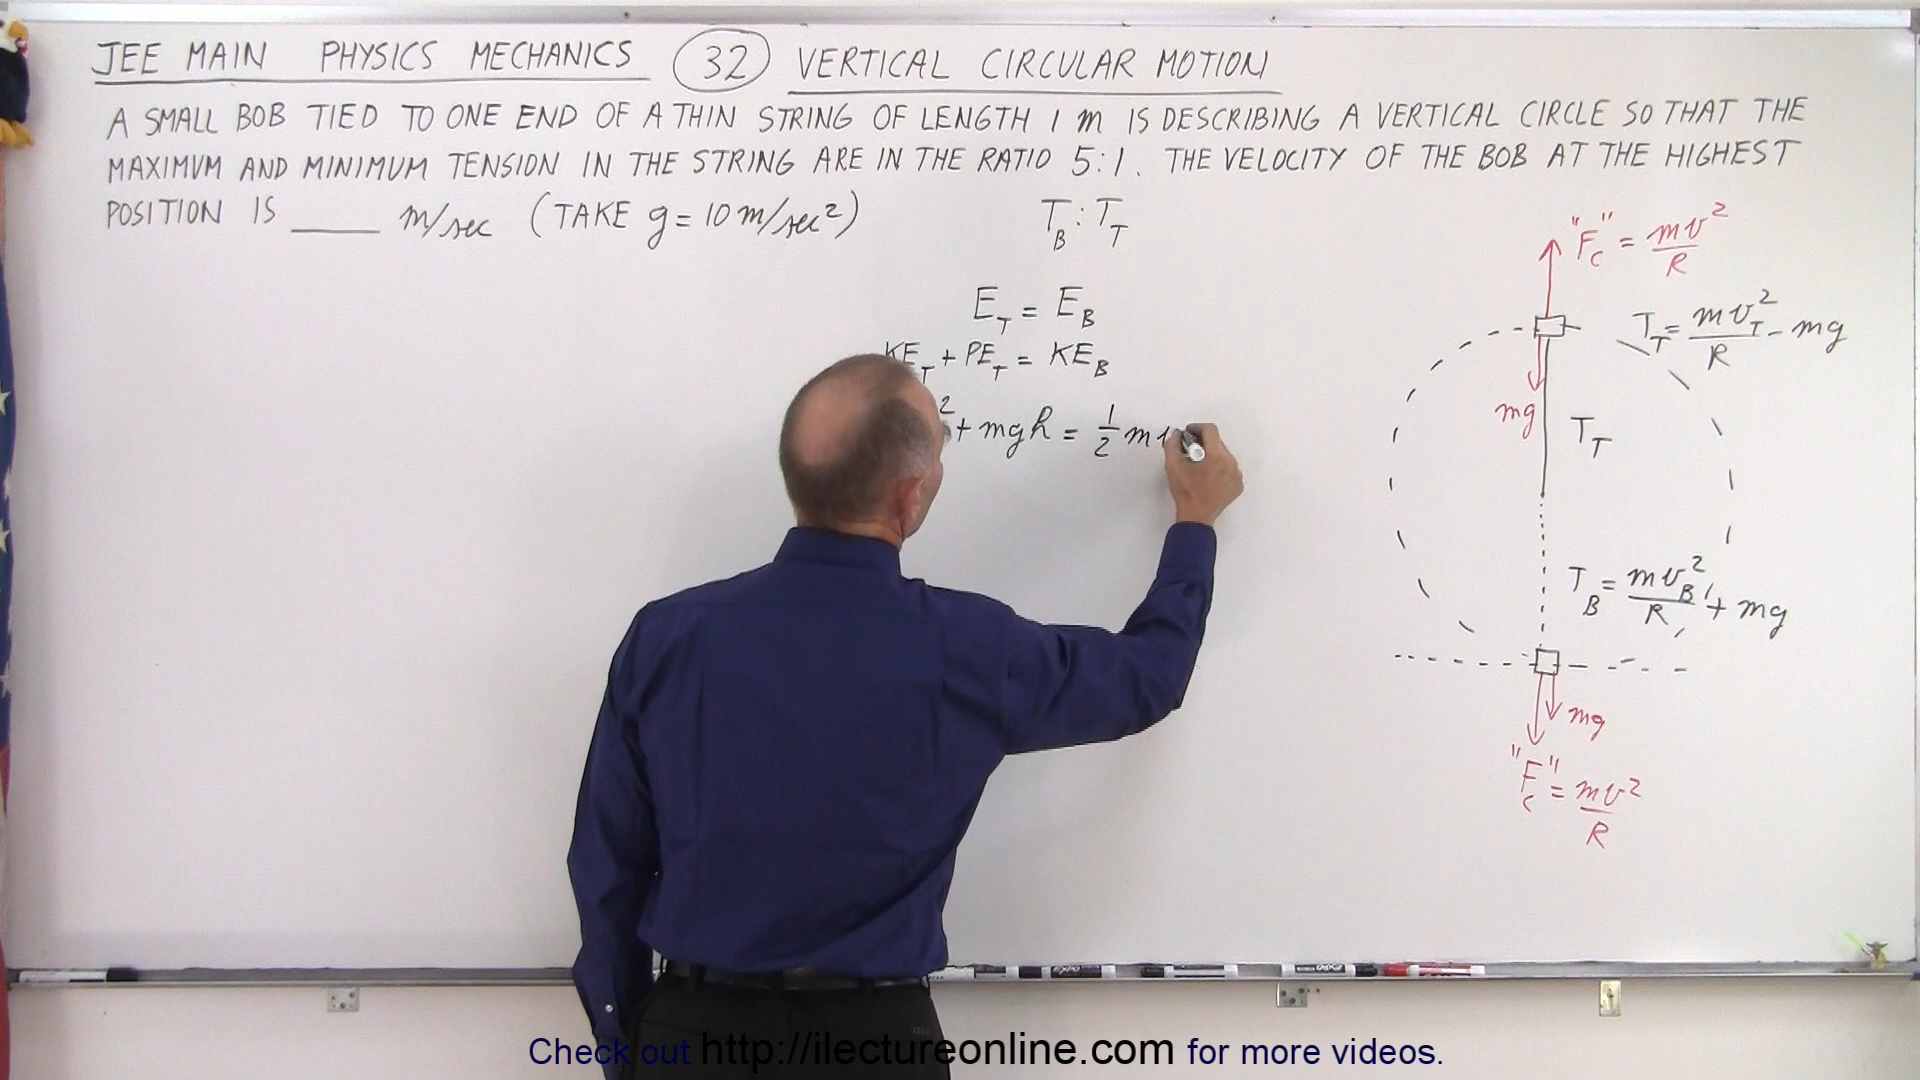 JEE MAIN PHYSICS MECHANICS 32 VERTICAL CIRCULAR MOTION
A SMALL BOB TIED TO ONE END OF A THIN STRING OF LENGTH 1 m IS DESCRIBING A VERTICAL CIRCLE SO THAT THE
MAXIMUM AND MINIMUM TENSION IN THE STRING ARE IN THE RATIO 5:1. THE VELOCITY OF THE BOB AT THE HIGHEST
POSITION IS ____ m/sec (TAKE g = 10 m/sec²)
T_B : T_T
E_T = E_B
KE_T + PE_T = KE_B
² + mgh = 1/2 m
"F_c" = mv²/R
T_T = mv_T²/R - mg
mg
T_T
T_B = mv_B²/R + mg
mg
"F_c" = mv²/R
Check out http://ilectureonline.com for more videos.